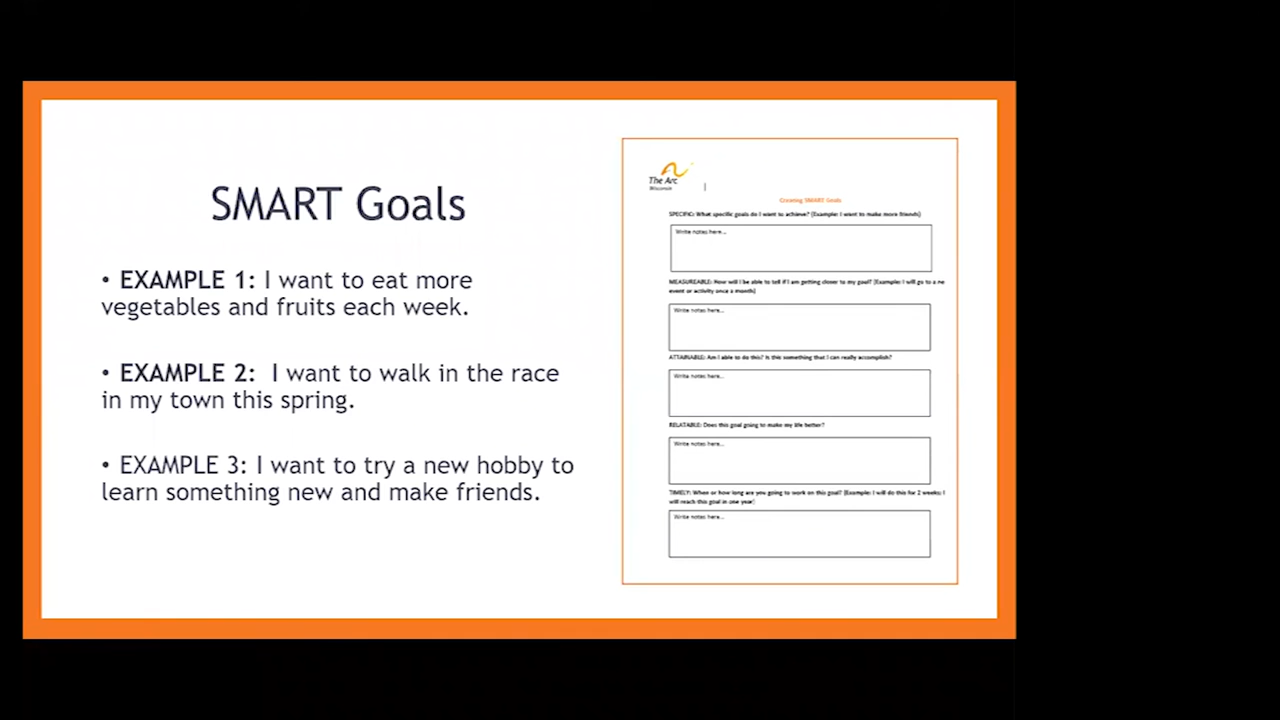 SMART Goals
• EXAMPLE 1: I want to eat more
vegetables and fruits each week.
• EXAMPLE 2: I want to walk in the race
in my town this spring.
• EXAMPLE 3: I want to try a new hobby to
learn something new and make friends.
The Arc
Wisconsin
Creating SMART Goals
SPECIFIC: What specific goals do I want to achieve? (Example: I want to make more friends)
Write notes here...
MEASUREABLE: How will I be able to tell if I am getting closer to my goal? (Example: I will go to a ne
event or activity once a month)
Write notes here...
ATTAINABLE: Am I able to do this? Is this something that I can really accomplish?
Write notes here...
RELATABLE: Does this goal going to make my life better?
Write notes here...
TIMELY: When or how long are you going to work on this goal? (Example: I will do this for 2 weeks; I
will reach this goal in one year)
Write notes here...